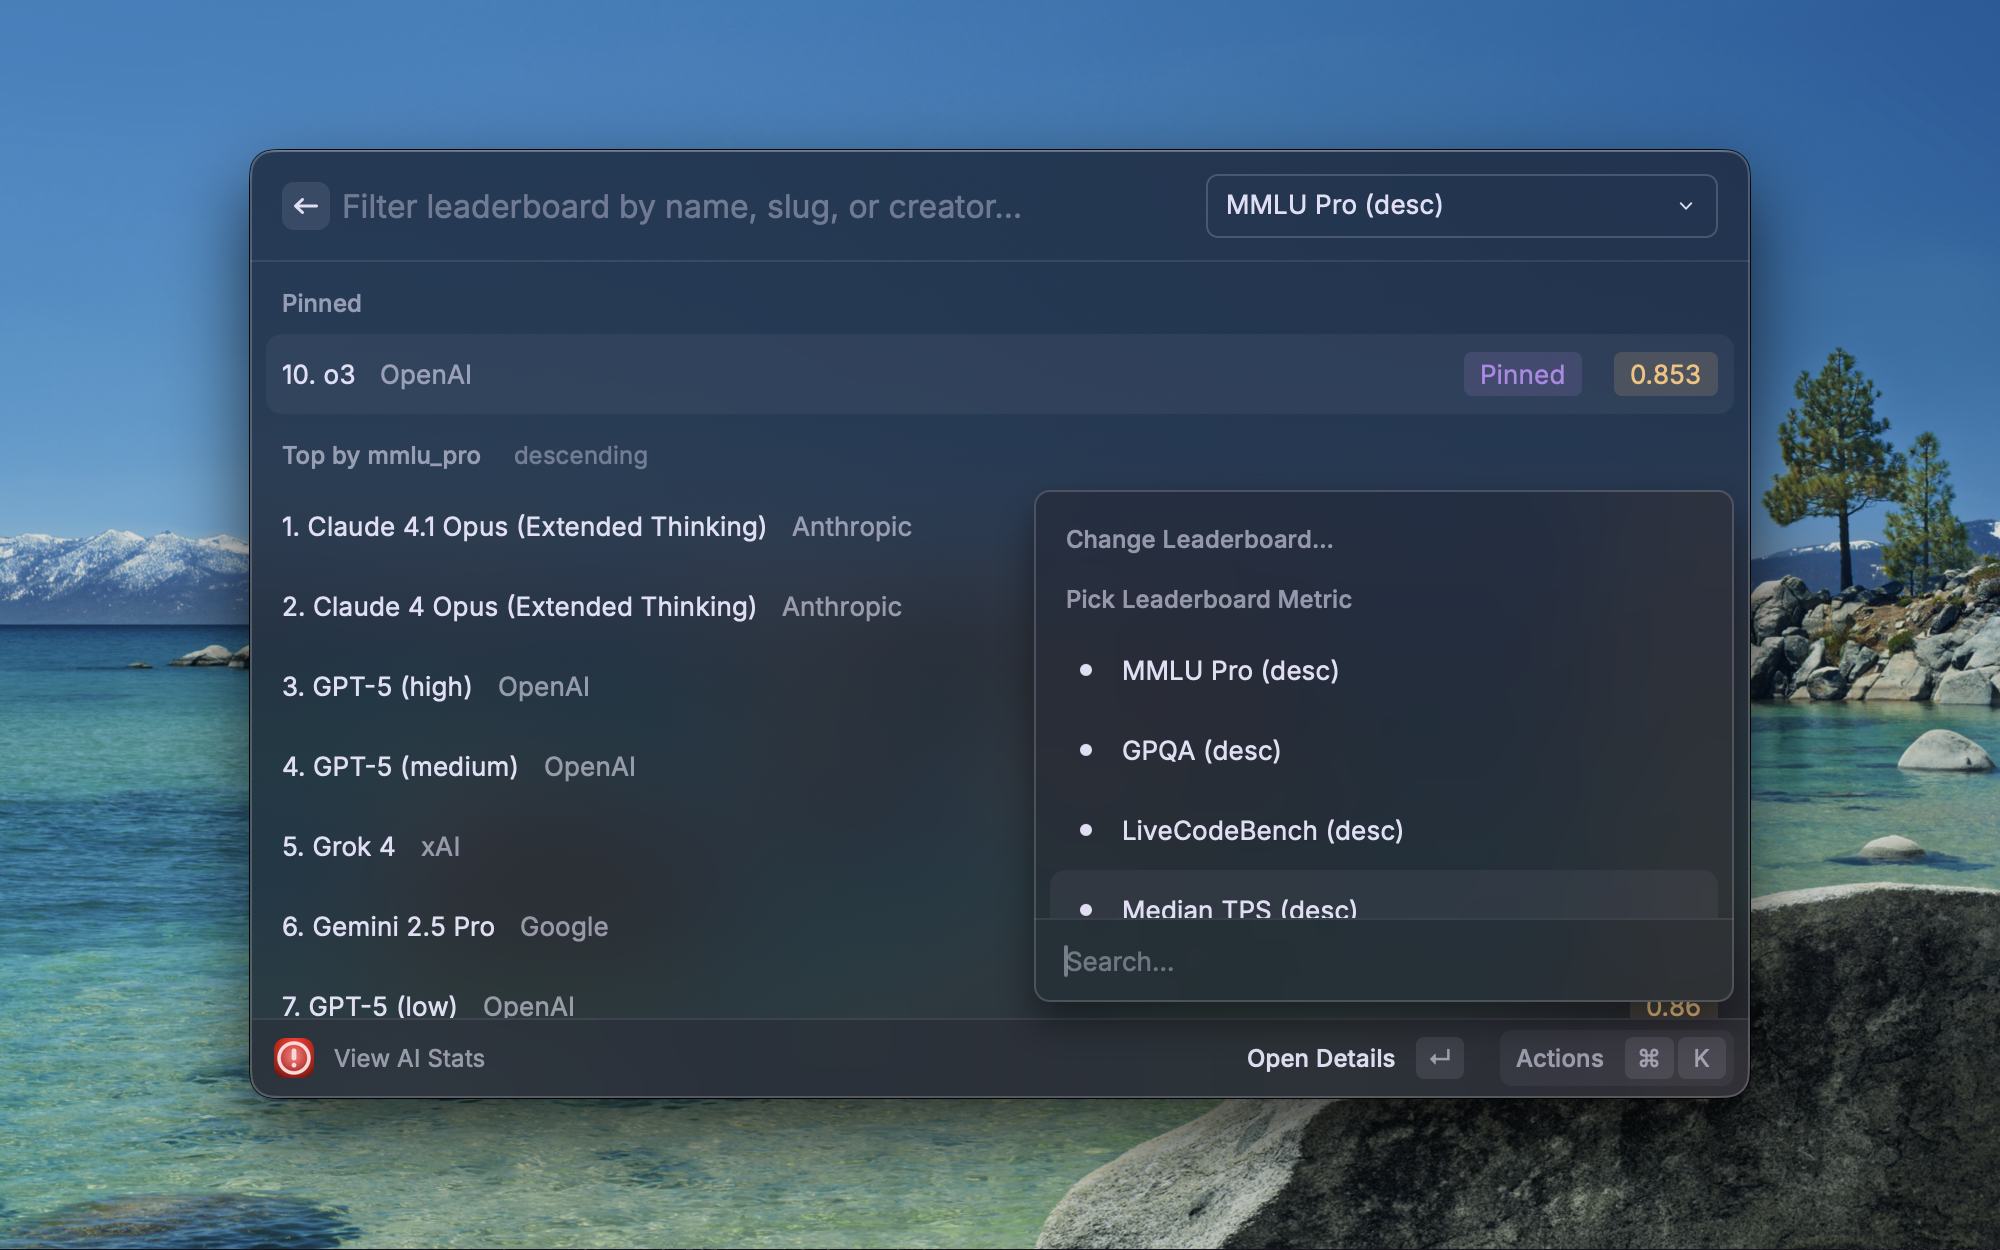 Filter leaderboard by name, slug, or creator...
MMLU Pro (desc)
Pinned
10. o3 OpenAI Pinned 0.853
Top by mmlu_pro descending
1. Claude 4.1 Opus (Extended Thinking) Anthropic
2. Claude 4 Opus (Extended Thinking) Anthropic
3. GPT-5 (high) OpenAI
4. GPT-5 (medium) OpenAI
5. Grok 4 xAI
6. Gemini 2.5 Pro Google
7. GPT-5 (low) OpenAI 0.86
Change Leaderboard...
Pick Leaderboard Metric
• MMLU Pro (desc)
• GPQA (desc)
• LiveCodeBench (desc)
• Median TPS (desc)
Search...
View AI Stats
Open Details ↵ Actions ⌘ K